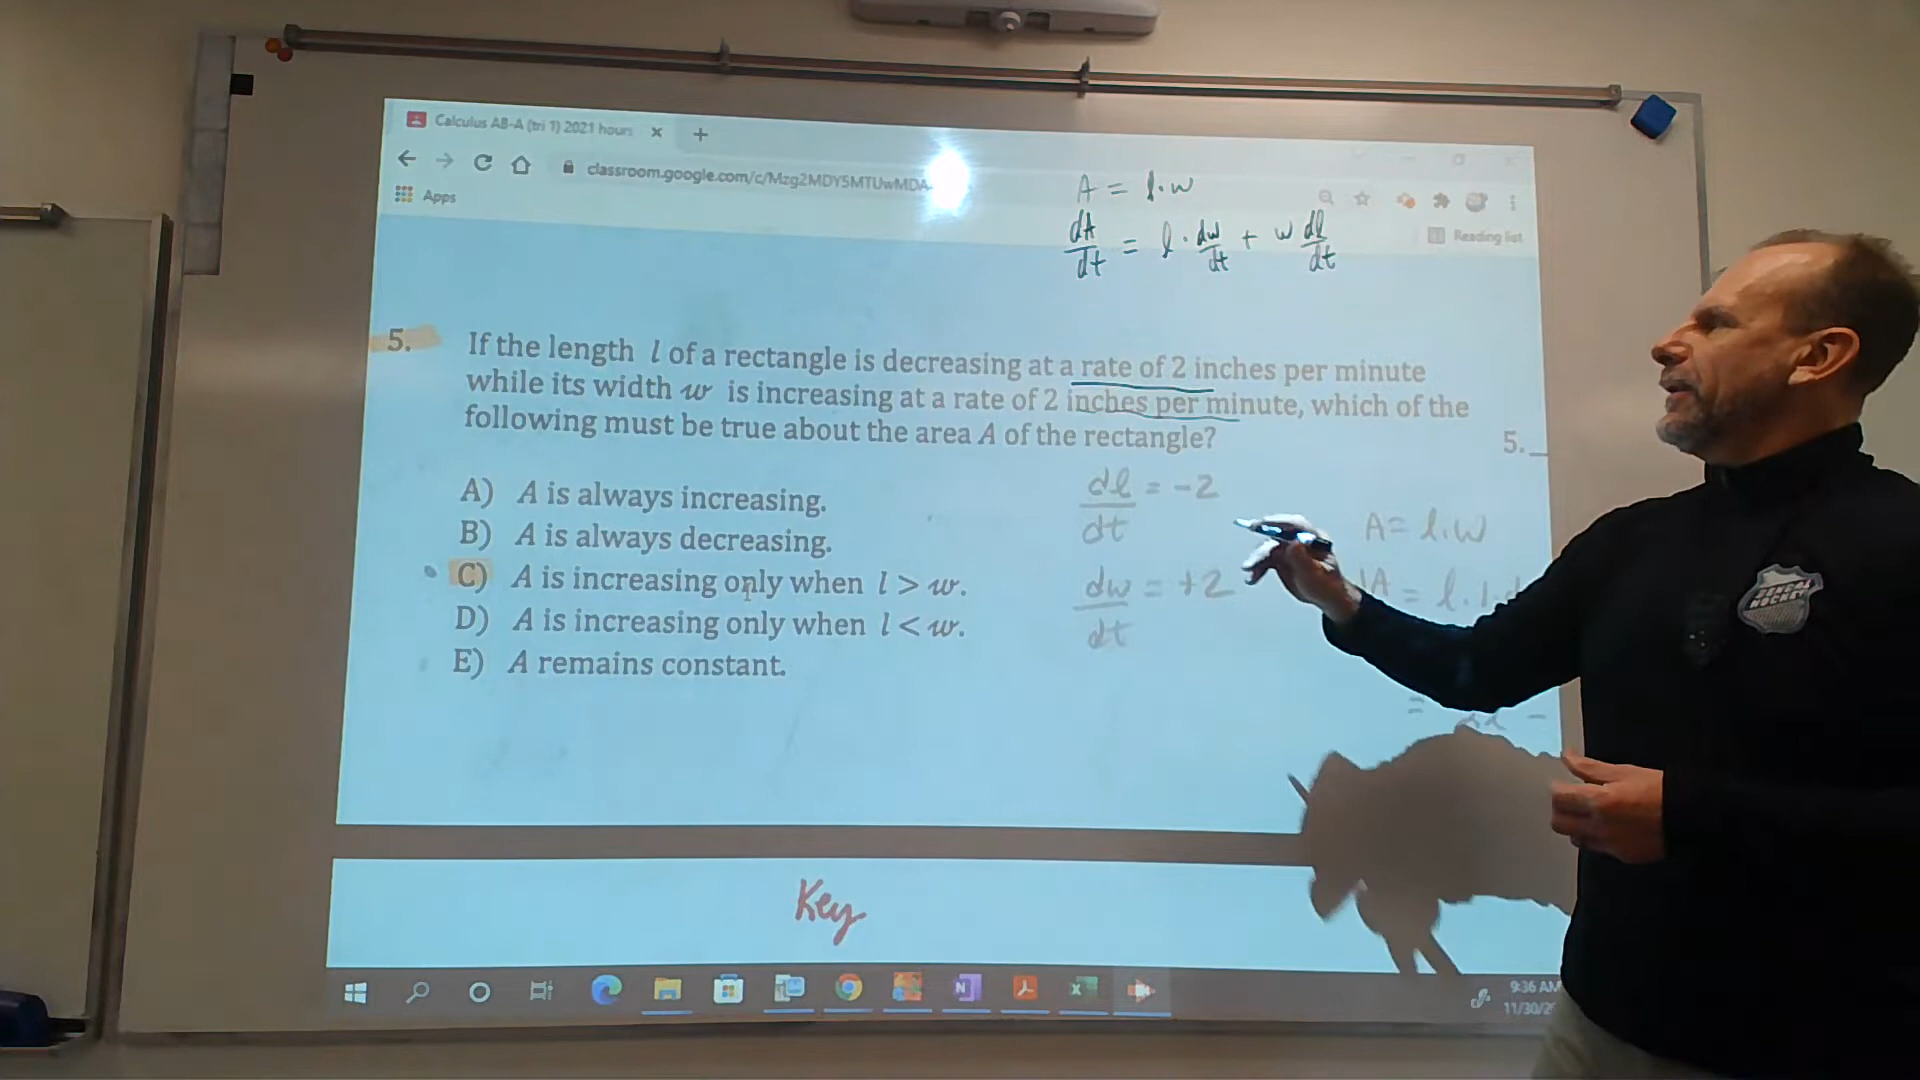 Calculus AB-A (tri 1) 2021 hours
classroom.google.com/c/Mzg2MDY5MTUwMDA
Apps
Reading list
A = l·w
dA/dt = l·dw/dt + w dl/dt
5. If the length l of a rectangle is decreasing at a rate of 2 inches per minute
while its width w is increasing at a rate of 2 inches per minute, which of the
following must be true about the area A of the rectangle?
5.
A) A is always increasing.
B) A is always decreasing.
C) A is increasing only when l > w.
D) A is increasing only when l < w.
E) A remains constant.
dl/dt = -2
dw/dt = +2
A = l·w
Key
9:36 AM